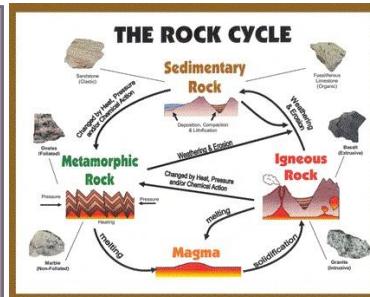 THE ROCK CYCLE
Sandstone
(Clastic)
Sedimentary
Rock
Fossiliferous
Limestone
(Organic)
Changed by Heat, Pressure
and/or Chemical Action
Deposition, Compaction
& Lithification
Weathering
& Erosion
Gneiss
(Foliated)
Metamorphic
Rock
Weathering & Erosion
Igneous
Rock
Basalt
(Extrusive)
Changed by Heat, Pressure
and/or Chemical Action
Pressure
Pressure
Heating
melting
Magma
melting
solidification
Marble
(Non-Foliated)
Granite
(Intrusive)